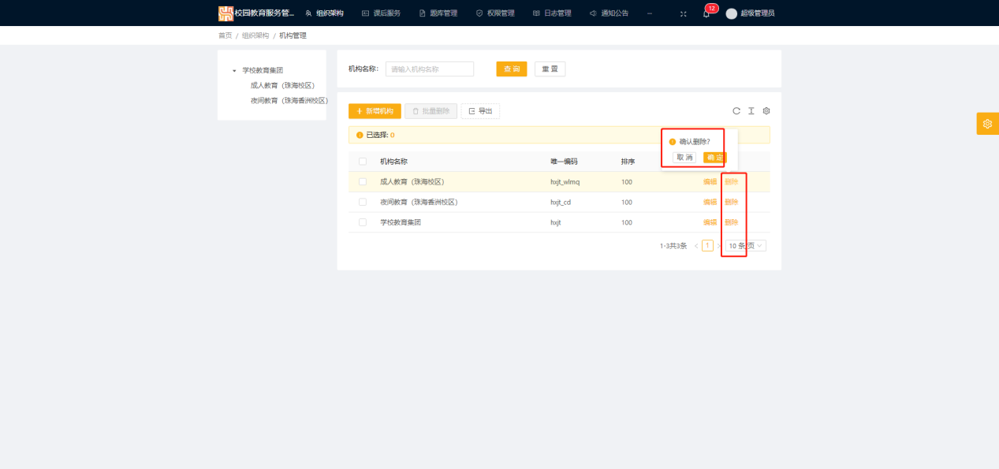 校园教育服务管... 组织架构 课后服务 题库管理 权限管理 日志管理 通知公告 ... 12 超级管理员
首页 / 组织架构 / 机构管理
学校教育集团
成人教育（珠海校区）
夜间教育（珠海香洲校区）
机构名称: 请输入机构名称 查询 重置
+ 新增机构 批量删除 导出
已选择: 0
确认删除?
取消 确定
机构名称 唯一编码 排序
成人教育（珠海校区） hxjt_wlmq 100 编辑 删除
夜间教育（珠海香洲校区） hxjt_cd 100 编辑 删除
学校教育集团 hxjt 100 编辑 删除
1-3共3条 < 1 > 10 条/页